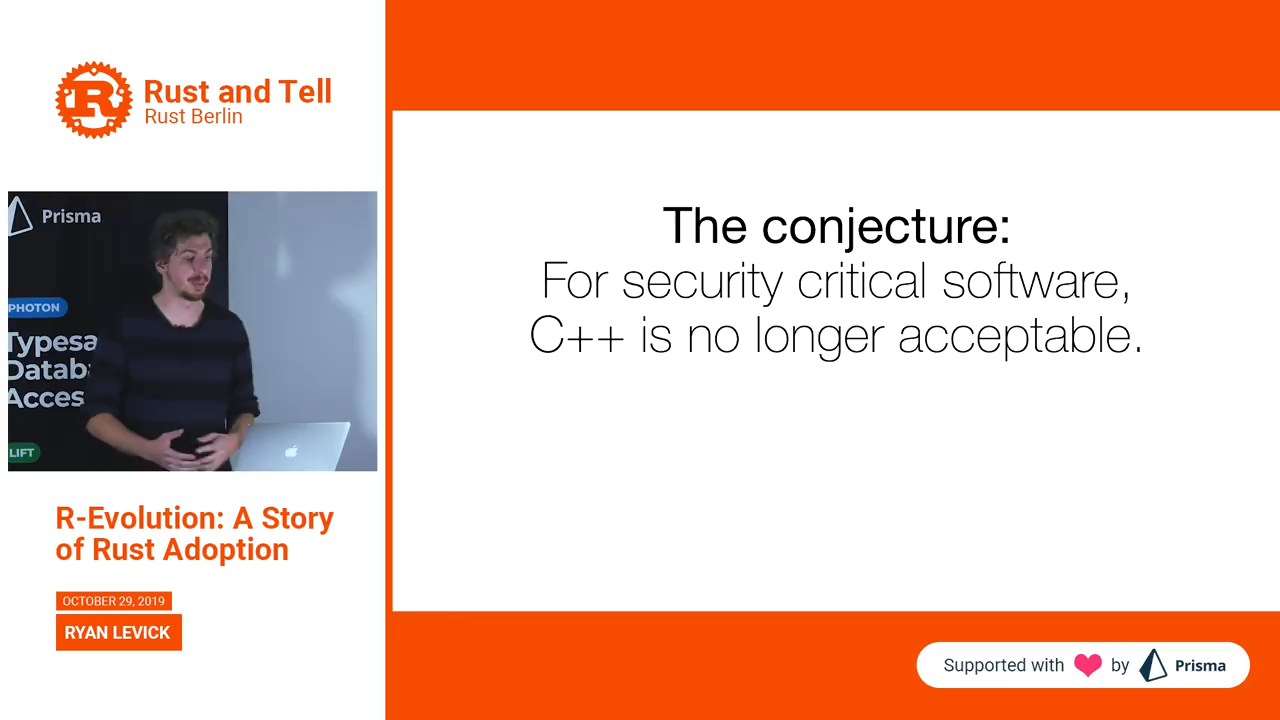 Rust and Tell
Rust Berlin
Prisma
PHOTON
Typesa
Datab
Acces
LIFT
R-Evolution: A Story
of Rust Adoption
OCTOBER 29, 2019
RYAN LEVICK
The conjecture:
For security critical software,
C++ is no longer acceptable.
Supported with ❤ by Prisma